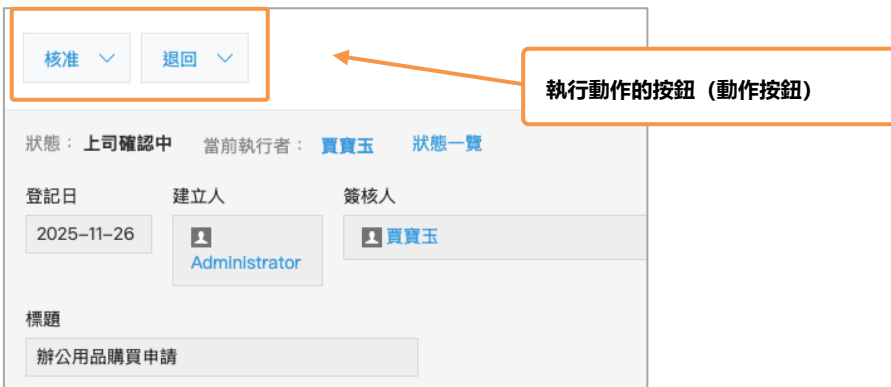 核准
退回
執行動作的按鈕（動作按鈕）
狀態： 上司確認中 當前執行者： 賈寶玉 狀態一覽
登記日 建立人 簽核人
2025-11-26 Administrator 賈寶玉
標題
辦公用品購買申請